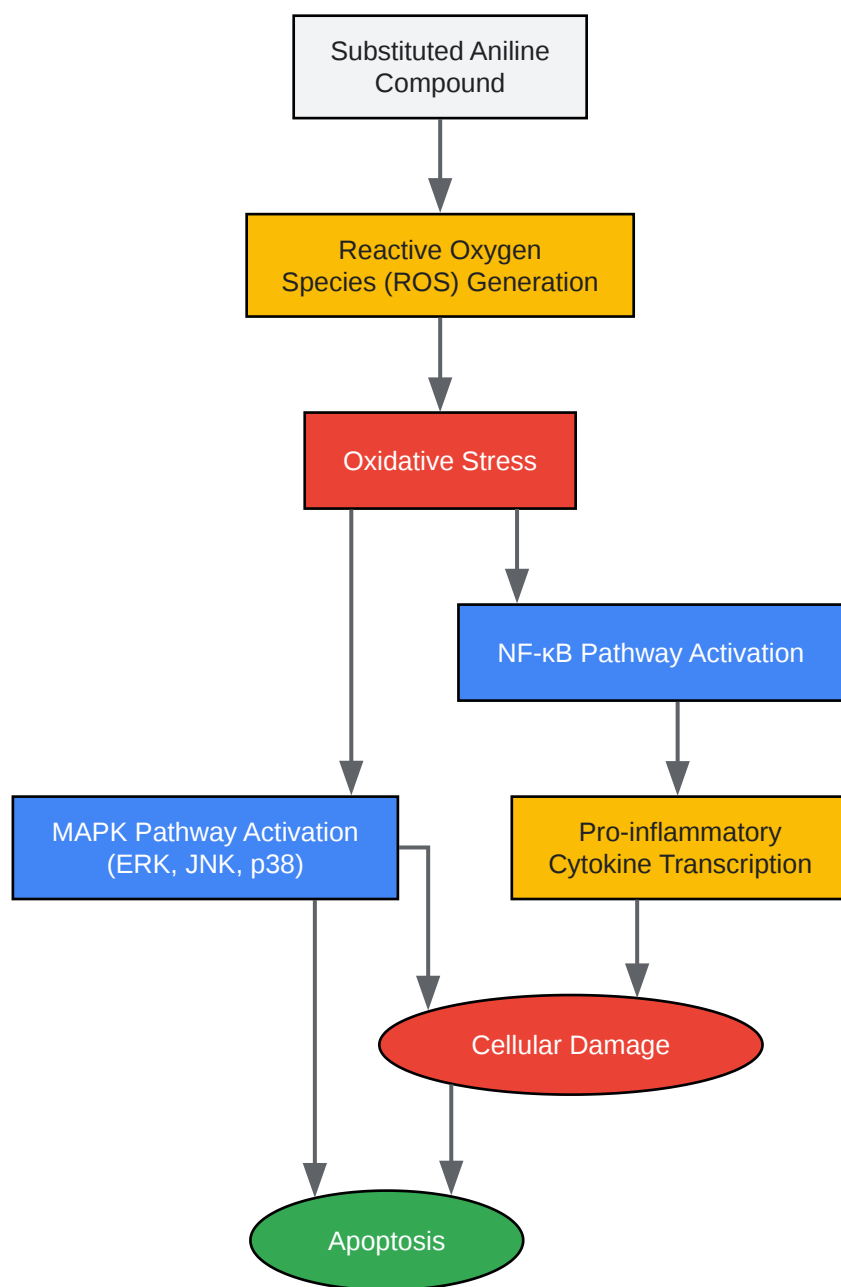 Substituted Aniline
Compound
Reactive Oxygen
Species (ROS) Generation
Oxidative Stress
NF-κB Pathway Activation
MAPK Pathway Activation
(ERK, JNK, p38)
Pro-inflammatory
Cytokine Transcription
Cellular Damage
Apoptosis